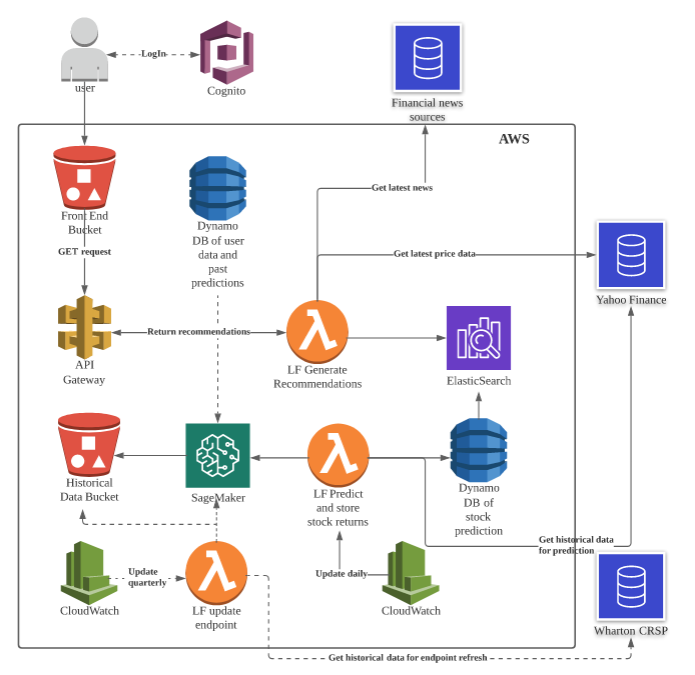 LogIn
user
Cognito
Financial news
sources
AWS
Front End
Bucket
Dynamo
DB of user
data and
past
predictions
Get latest news
GET request
Get latest price data
Yahoo Finance
Return recommendations
API
Gateway
LF Generate
Recommendations
ElasticSearch
Historical
Data Bucket
SageMaker
LF Predict
and store
stock returns
Dynamo
DB of
stock
prediction
Get historical data
for prediction
Update
quarterly
Update daily
CloudWatch
LF update
endpoint
CloudWatch
Wharton CRSP
Get historical data for endpoint refresh